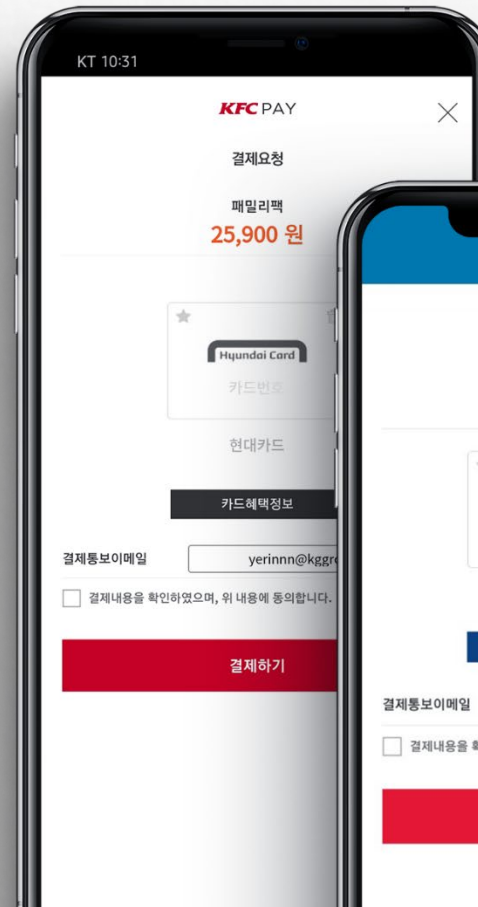 KT 10:31
KFC PAY
결제요청
패밀리팩
25,900 원
Hyundai Card
카드번호
현대카드
카드혜택정보
결제통보이메일
결제내용을 확인하였으며, 위 내용에 동의합니다.
결제하기
결제통보이메일
결제내용을